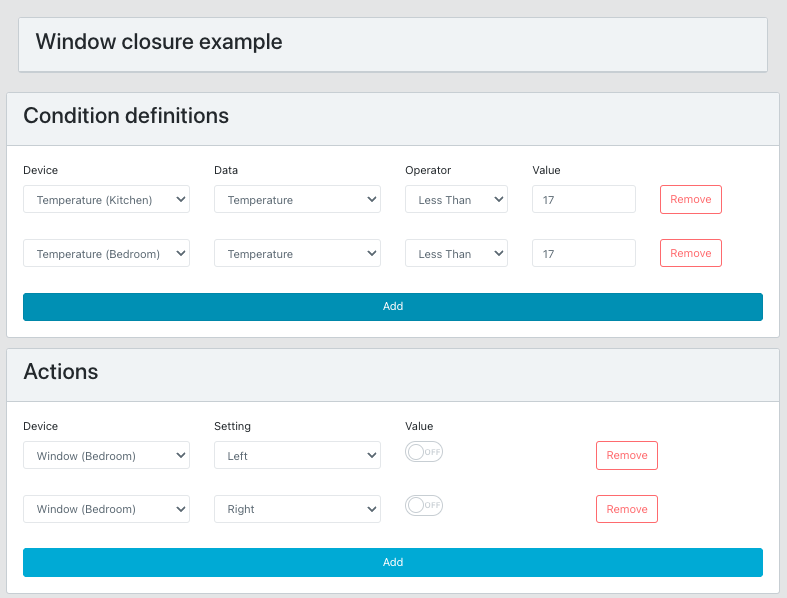 Window closure example
Condition definitions
Device Data Operator Value
Temperature (Kitchen) Temperature Less Than 17 Remove
Temperature (Bedroom) Temperature Less Than 17 Remove
Add
Actions
Device Setting Value
Window (Bedroom) Left OFF Remove
Window (Bedroom) Right OFF Remove
Add